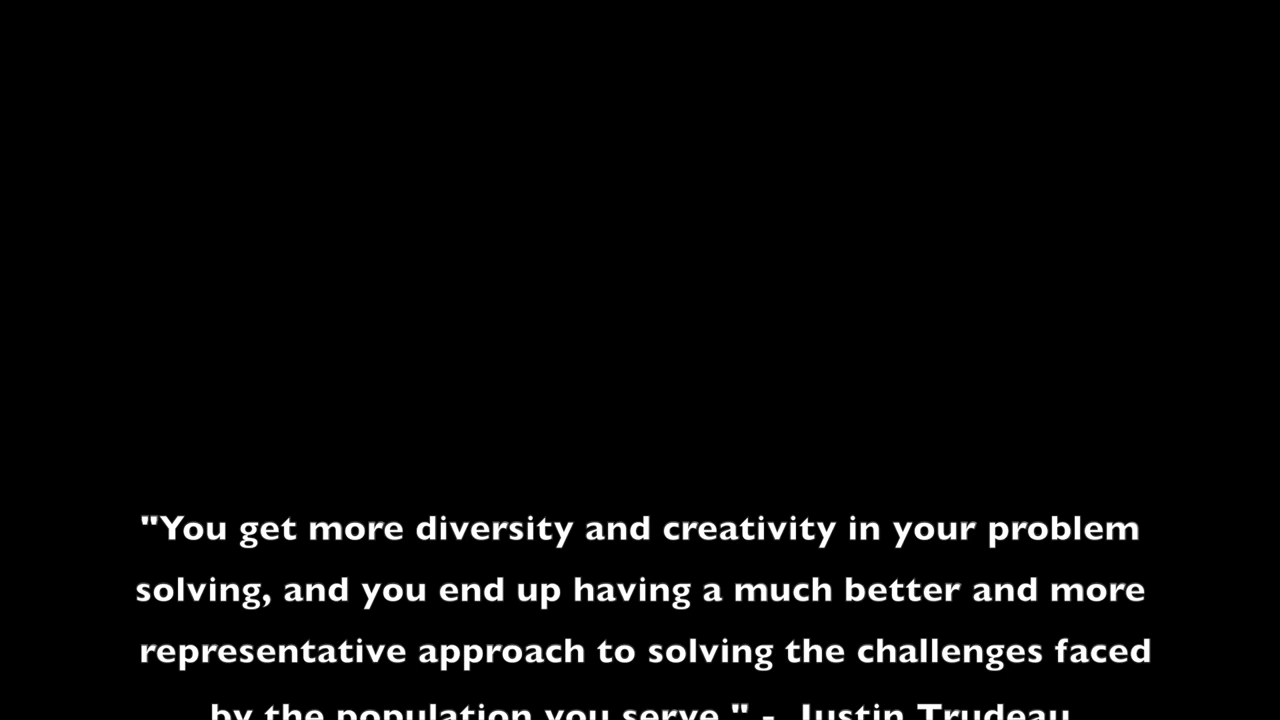 "You get more diversity and creativity in your problem
solving, and you end up having a much better and more
representative approach to solving the challenges faced
by the population you serve." - Justin Trudeau